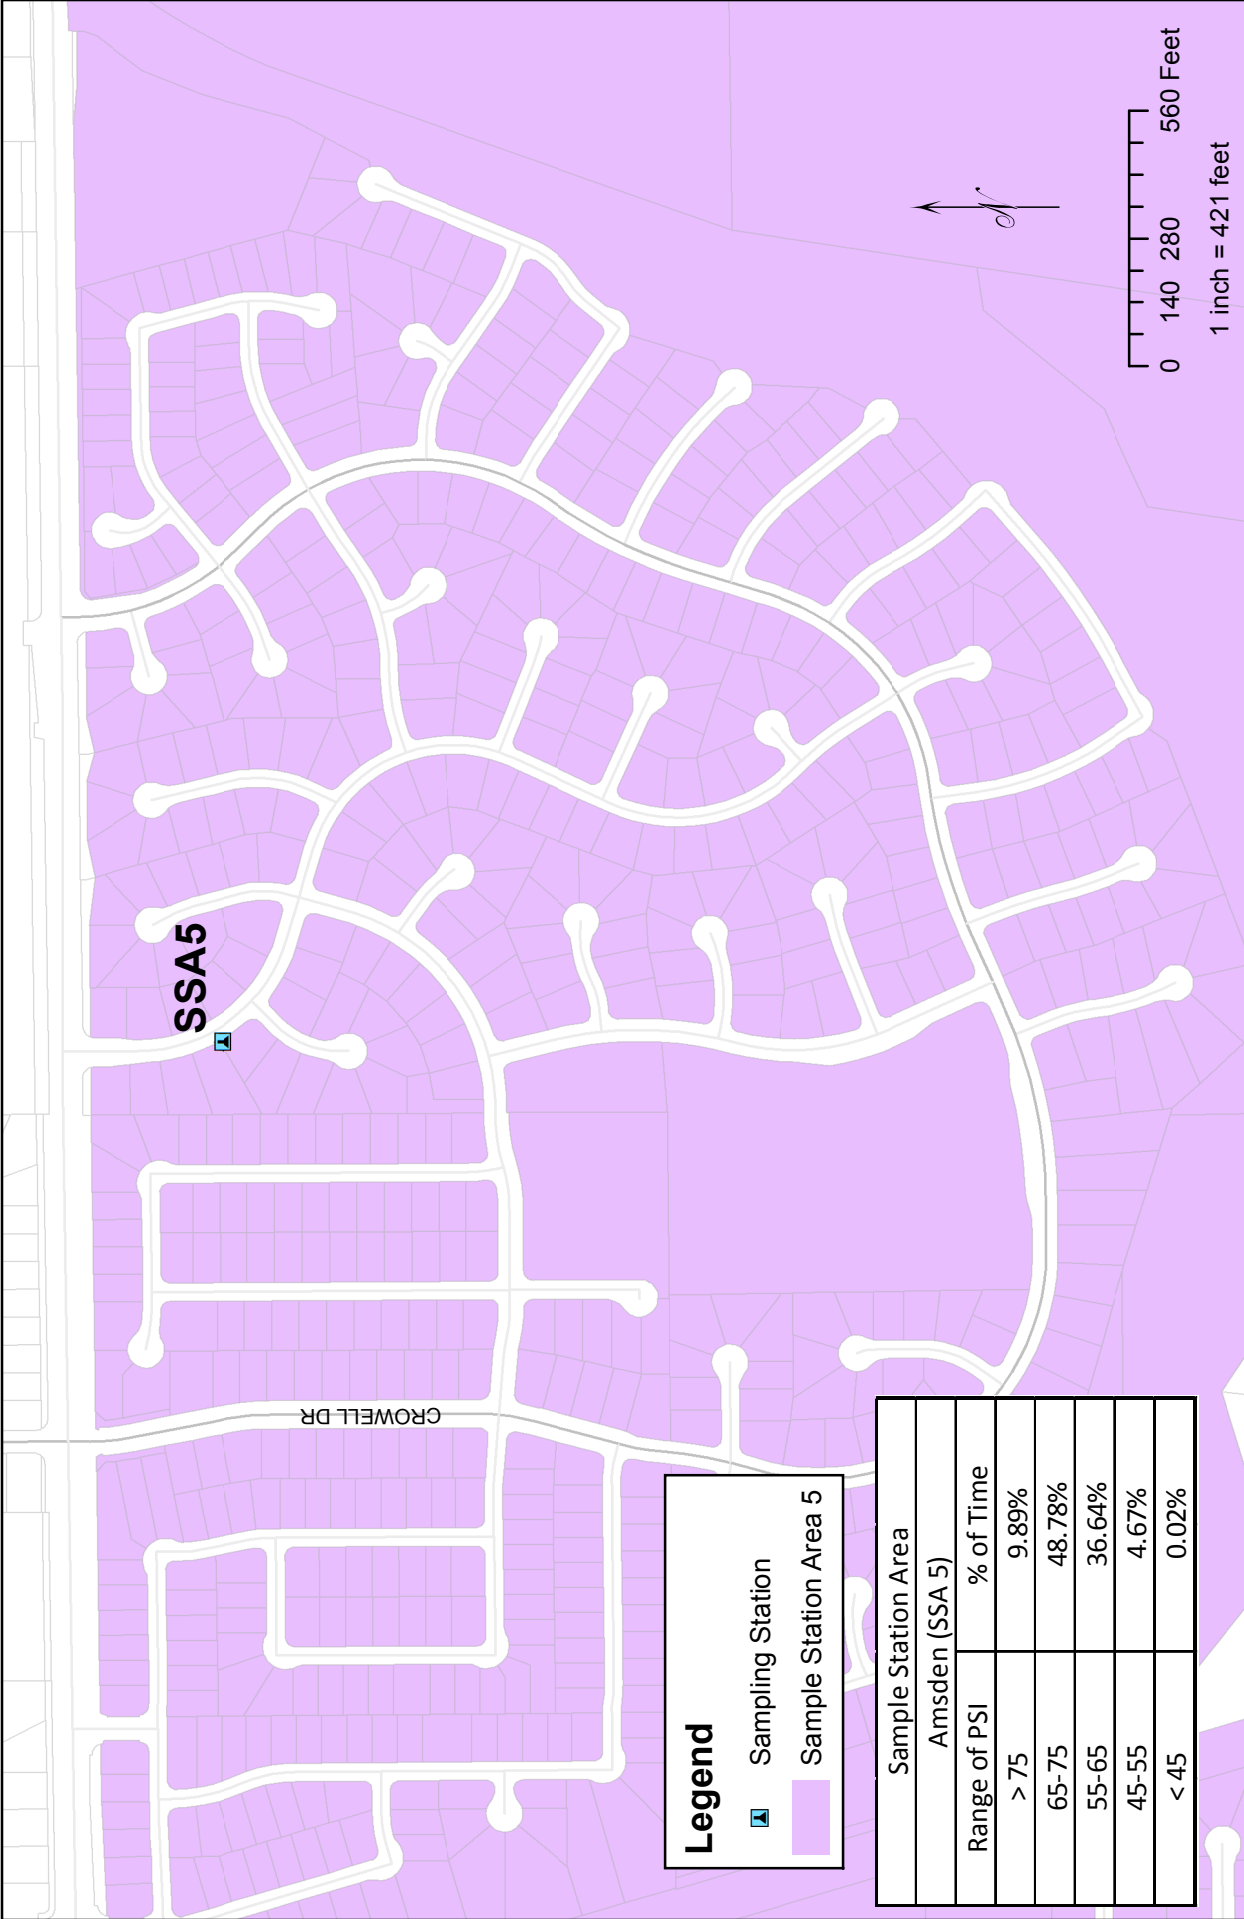 SSA5
CROWELL DR
N
0 140 280 560 Feet
1 inch = 421 feet
Legend
Sampling Station
Sample Station Area 5
Sample Station Area
Amsden (SSA 5)
Range of PSI % of Time
> 75 9.89%
65-75 48.78%
55-65 36.64%
45-55 4.67%
< 45 0.02%